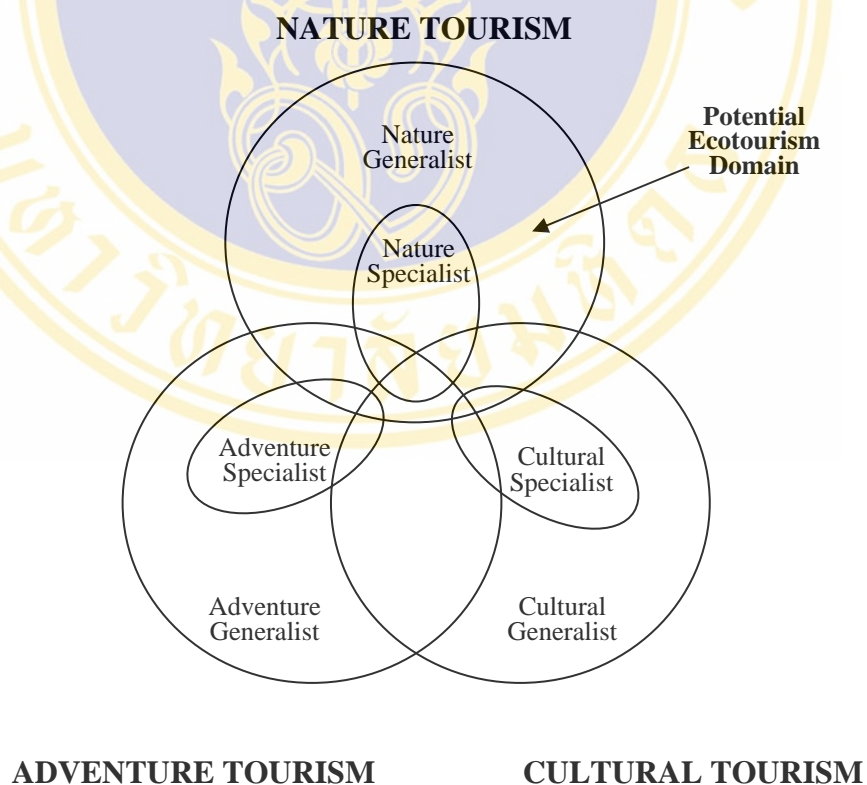 NATURE TOURISM
Potential
Ecotourism
Domain
Nature
Generalist
Nature
Specialist
Adventure
Specialist
Cultural
Specialist
Adventure
Generalist
Cultural
Generalist
ADVENTURE TOURISM
CULTURAL TOURISM